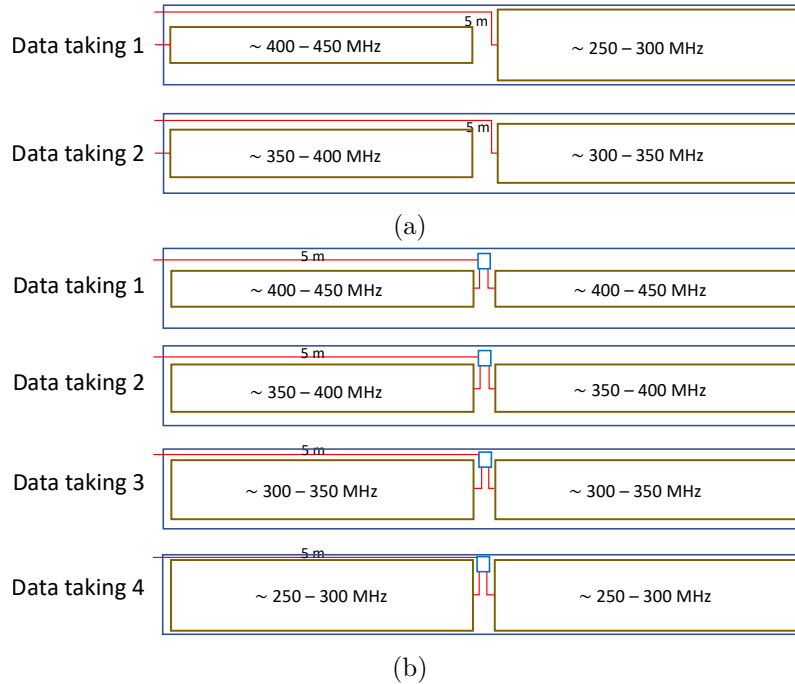 5 m
Data taking 1
~ 400 – 450 MHz
~ 250 – 300 MHz
5 m
Data taking 2
~ 350 – 400 MHz
~ 300 – 350 MHz
(a)
5 m
Data taking 1
~ 400 – 450 MHz
~ 400 – 450 MHz
5 m
Data taking 2
~ 350 – 400 MHz
~ 350 – 400 MHz
5 m
Data taking 3
~ 300 – 350 MHz
~ 300 – 350 MHz
5 m
Data taking 4
~ 250 – 300 MHz
~ 250 – 300 MHz
(b)